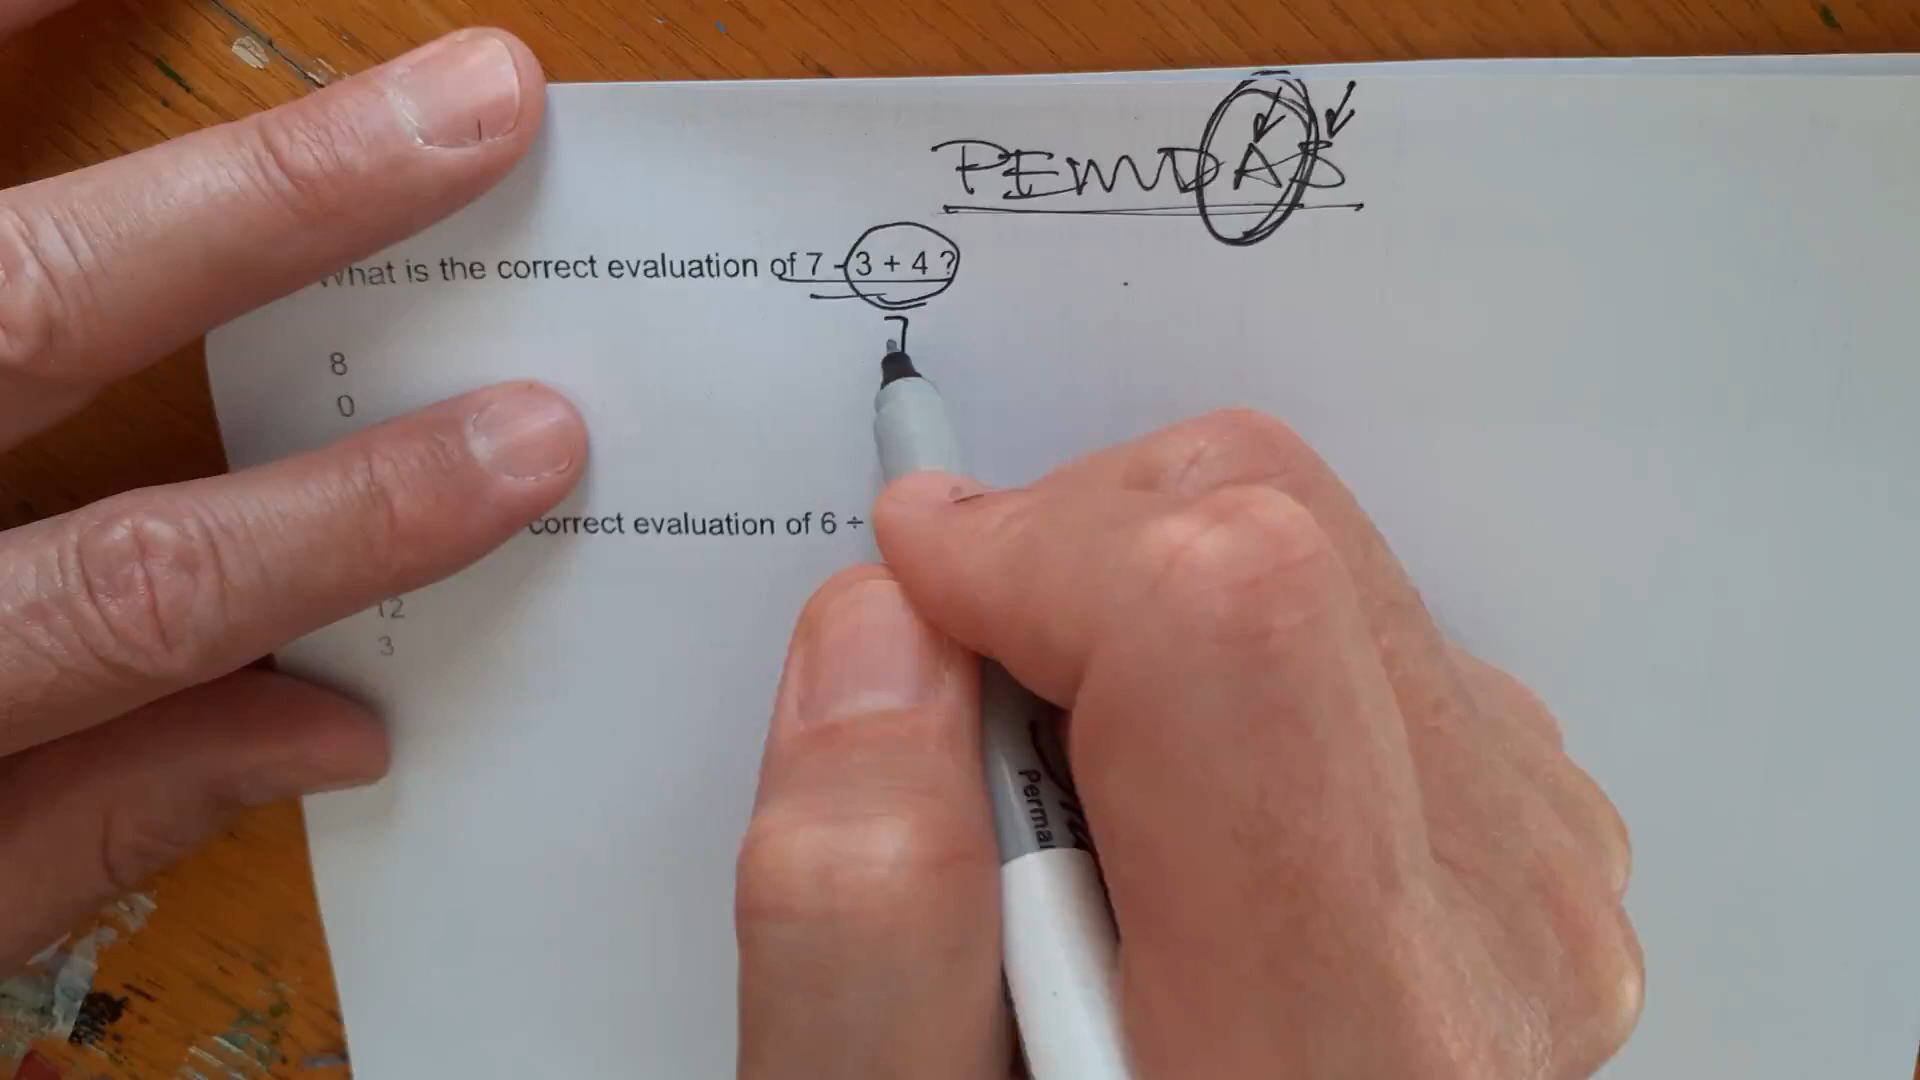 PEMDAS
What is the correct evaluation of 7 - 3 + 4 ?
7
8
0
correct evaluation of 6 ÷
12
3
Perma